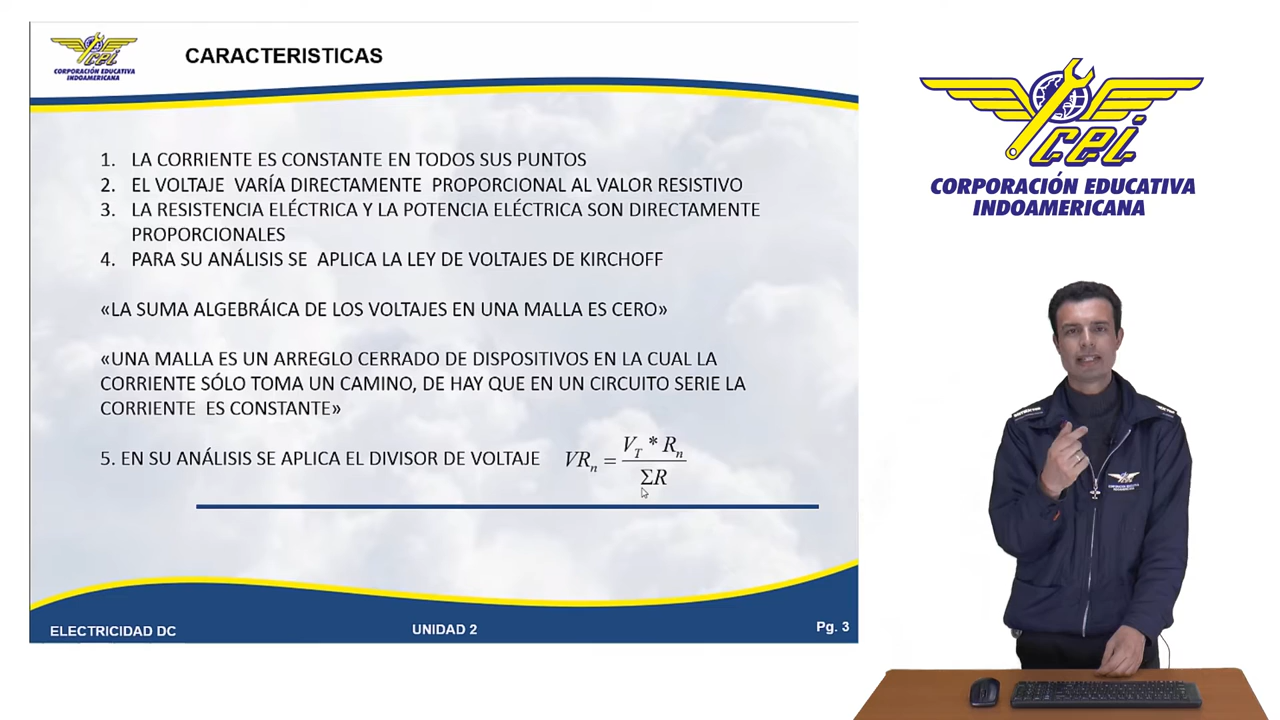 cei
CORPORACIÓN EDUCATIVA
INDOAMERICANA
CARACTERISTICAS
1. LA CORRIENTE ES CONSTANTE EN TODOS SUS PUNTOS
2. EL VOLTAJE VARÍA DIRECTAMENTE PROPORCIONAL AL VALOR RESISTIVO
3. LA RESISTENCIA ELÉCTRICA Y LA POTENCIA ELÉCTRICA SON DIRECTAMENTE
PROPORCIONALES
4. PARA SU ANÁLISIS SE APLICA LA LEY DE VOLTAJES DE KIRCHOFF
«LA SUMA ALGEBRÁICA DE LOS VOLTAJES EN UNA MALLA ES CERO»
«UNA MALLA ES UN ARREGLO CERRADO DE DISPOSITIVOS EN LA CUAL LA
CORRIENTE SÓLO TOMA UN CAMINO, DE HAY QUE EN UN CIRCUITO SERIE LA
CORRIENTE ES CONSTANTE»
5. EN SU ANÁLISIS SE APLICA EL DIVISOR DE VOLTAJE VR_n = V_T * R_n / ΣR
ELECTRICIDAD DC UNIDAD 2 Pg. 3
cei
CORPORACIÓN EDUCATIVA
INDOAMERICANA